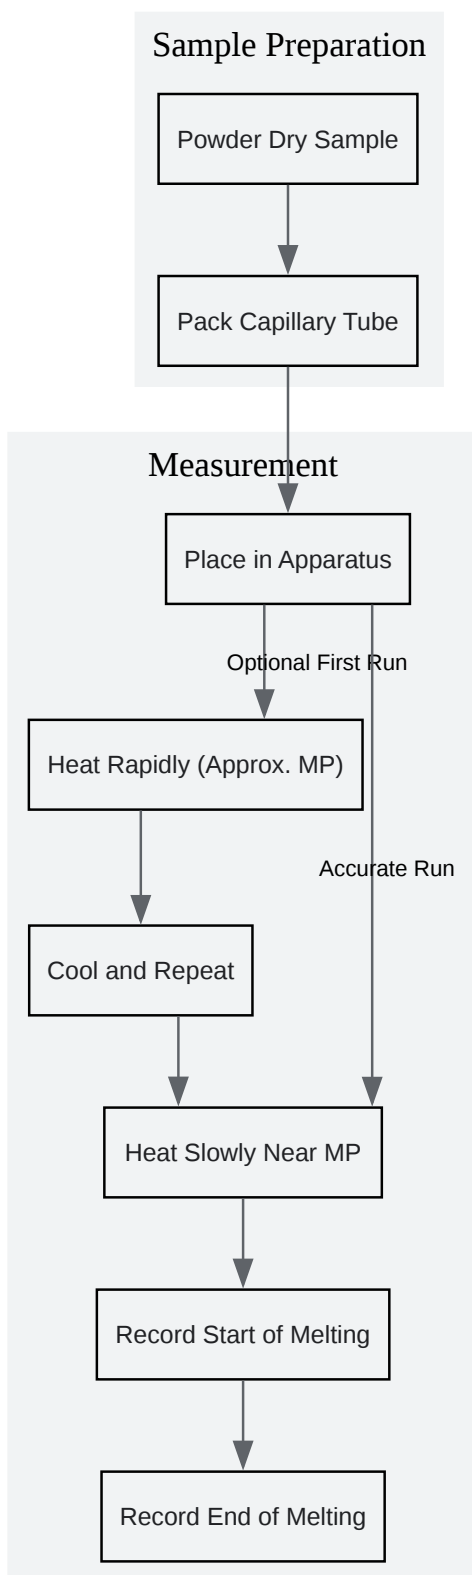 Sample Preparation
Powder Dry Sample
Pack Capillary Tube
Measurement
Place in Apparatus
Optional First Run
Heat Rapidly (Approx. MP)
Accurate Run
Cool and Repeat
Heat Slowly Near MP
Record Start of Melting
Record End of Melting